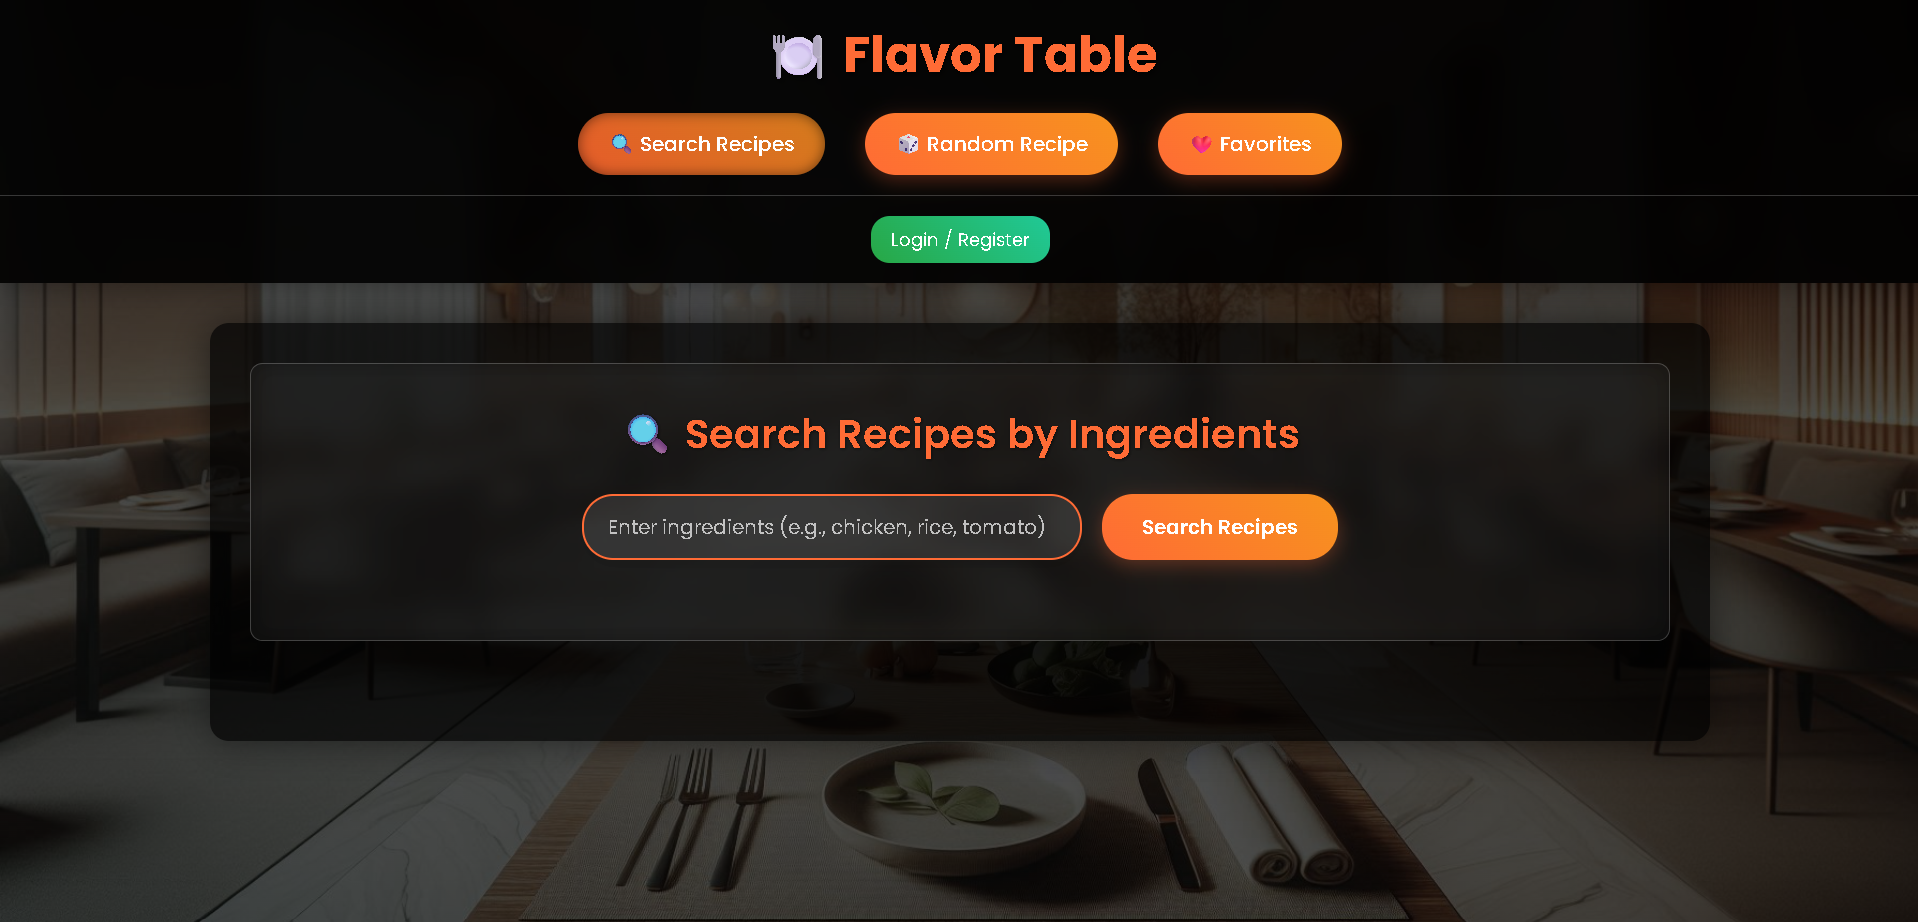 Flavor Table
Search Recipes
Random Recipe
Favorites
Login / Register
Search Recipes by Ingredients
Enter ingredients (e.g., chicken, rice, tomato)
Search Recipes